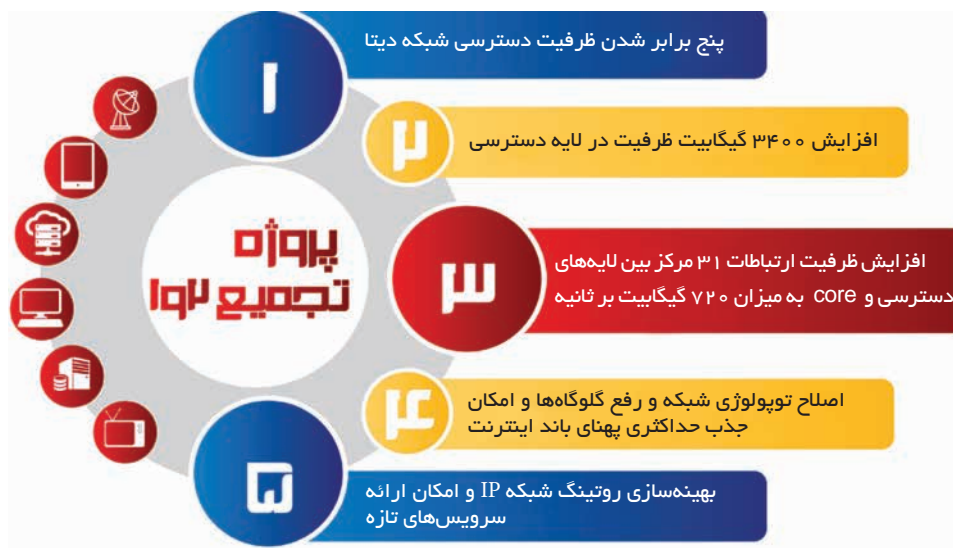 پروژه
تجمیع ۱و۲
۱
پنج برابر شدن ظرفیت دسترسی شبکه دیتا
۲
افزایش ۳۴۰۰ گیگابیت ظرفیت در لایه دسترسی
۳
افزایش ظرفیت ارتباطات ۳۱ مرکز بین لایه‌های
دسترسی و core به میزان ۷۲۰ گیگابیت بر ثانیه
۴
اصلاح توپولوژی شبکه و رفع گلوگاه‌ها و امکان
جذب حداکثری پهنای باند اینترنت
۵
بهینه‌سازی روتینگ شبکه IP و امکان ارائه
سرویس‌های تازه